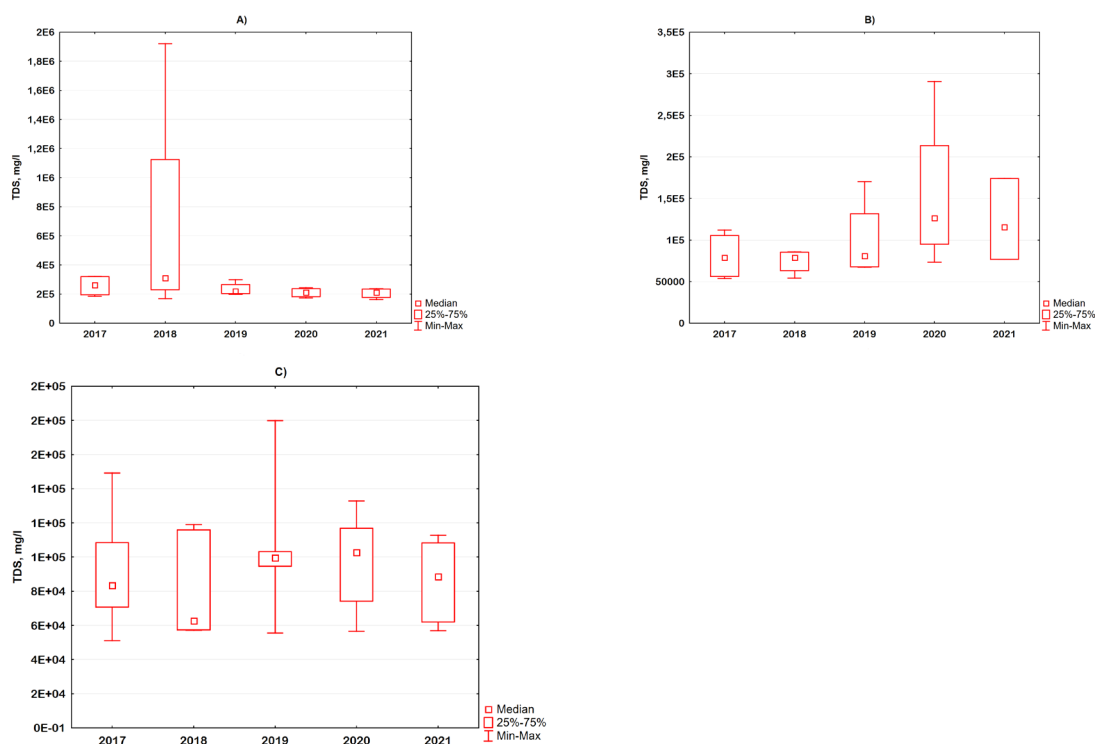 A)
2E6
1,8E6
1,6E6
1,4E6
1,2E6
1E6
8E5
6E5
4E5
2E5
0
TDS, mg/l
2017 2018 2019 2020 2021
Median
25%-75%
Min-Max
B)
3,5E5
3E5
2E5
2E5
1,5E5
1E5
50000
0
TDS, mg/l
2017 2018 2019 2020 2021
Median
25%-75%
Min-Max
C)
2E+05
2E+05
2E+05
1E+05
1E+05
1E+05
8E+04
6E+04
4E+04
2E+04
0E-01
TDS, mg/l
2017 2018 2019 2020 2021
Median
25%-75%
Min-Max